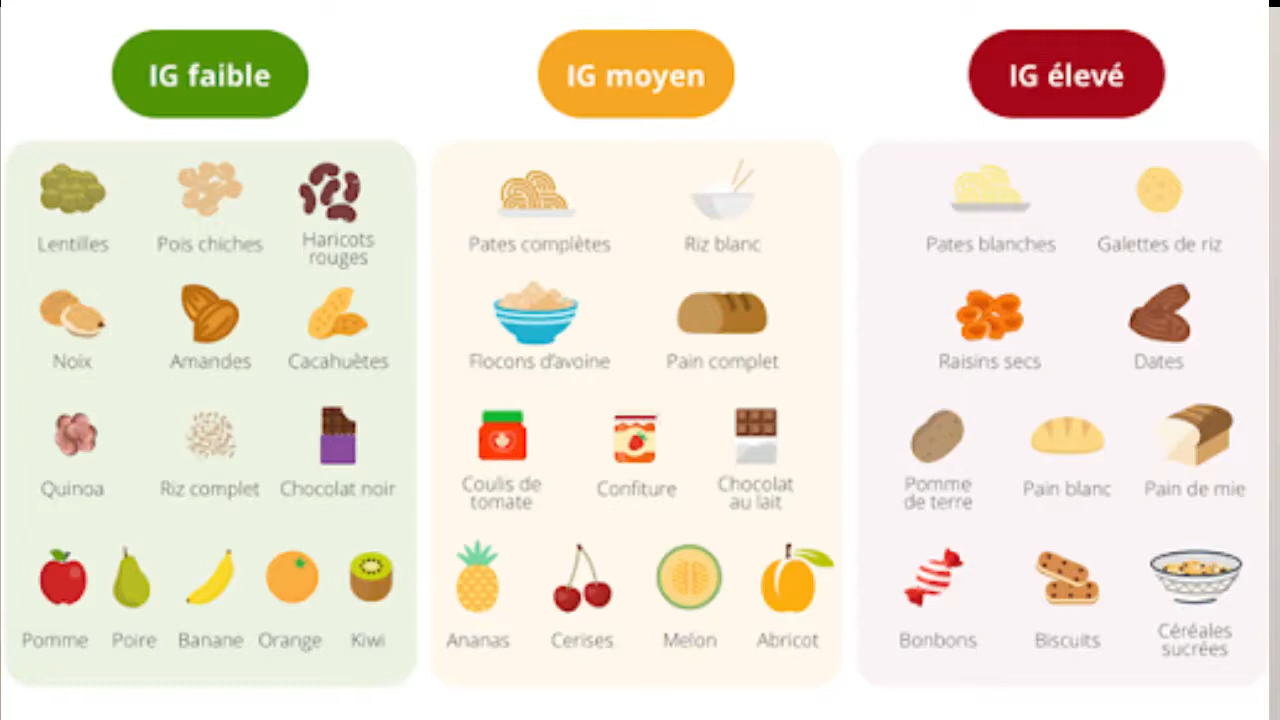 IG faible
IG moyen
IG élevé
Lentilles
Pois chiches
Haricots
rouges
Noix
Amandes
Cacahuètes
Quinoa
Riz complet
Chocolat noir
Pomme
Poire
Banane
Orange
Kiwi
Pates complètes
Riz blanc
Flocons d'avoine
Pain complet
Coulis de
tomate
Confiture
Chocolat
au lait
Ananas
Cerises
Melon
Abricot
Pates blanches
Galettes de riz
Raisins secs
Dates
Pomme
de terre
Pain blanc
Pain de mie
Bonbons
Biscuits
Céréales
sucrées